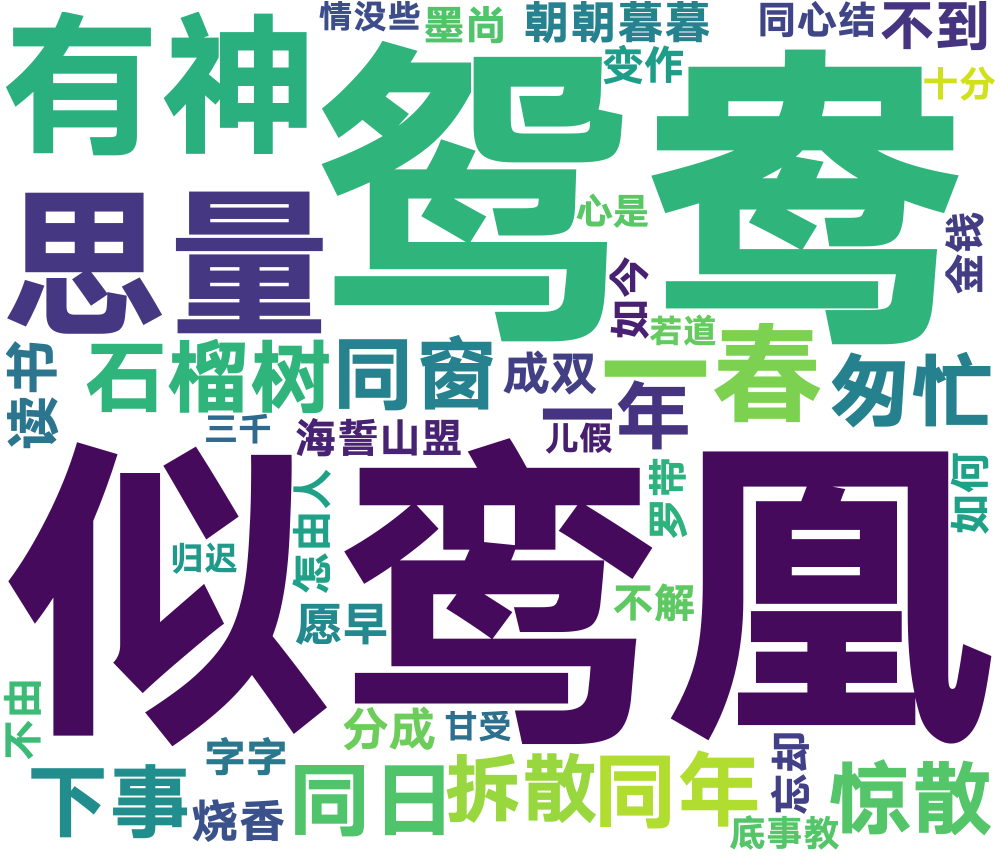 情没些
墨尚
朝朝暮暮
同心结
不到
有神
鸳鸯
变作
十分
思量
心是
金钱
如今
若道
石榴树
同窗
成双
一春
一年
匆忙
读书
三千
海誓山盟
一儿假
似鸾凰
怎由人
罗带
如何
归迟
愿早
不解
不由
分成
甘受
字字
下事
烧香
同日
拆散
同年
忘却
惊散
底事教